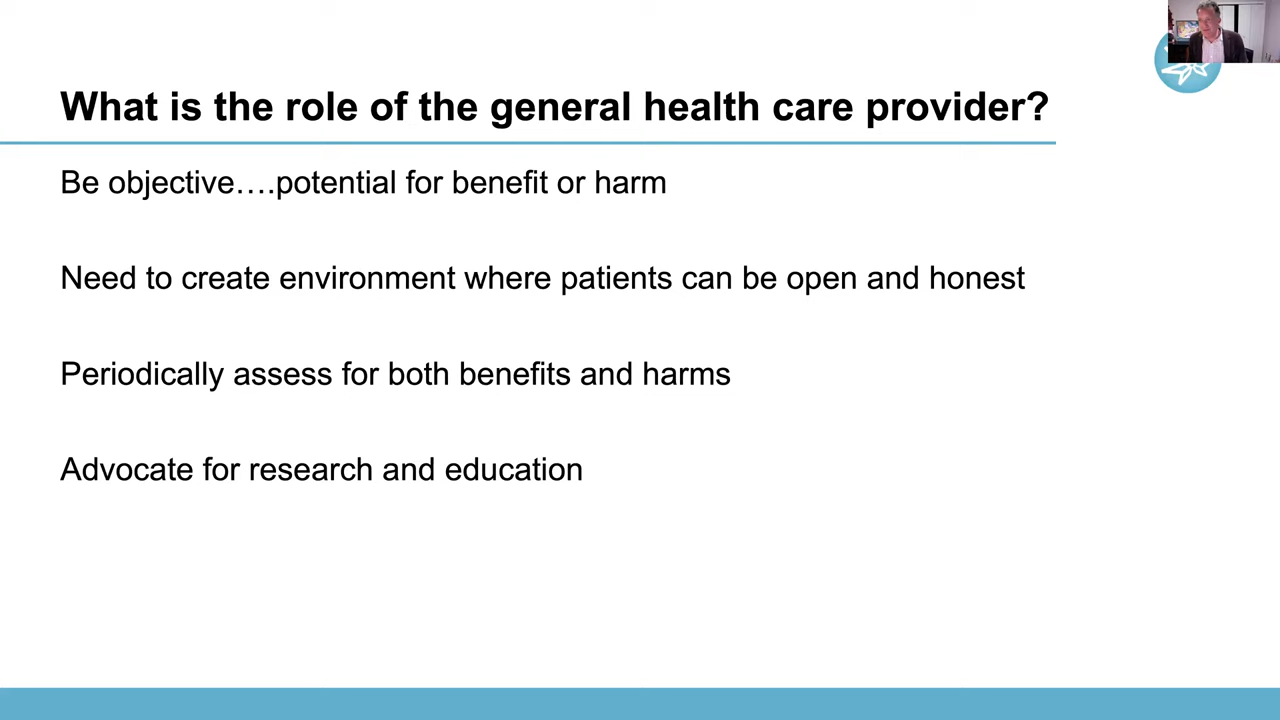 What is the role of the general health care provider?
Be objective….potential for benefit or harm
Need to create environment where patients can be open and honest
Periodically assess for both benefits and harms
Advocate for research and education